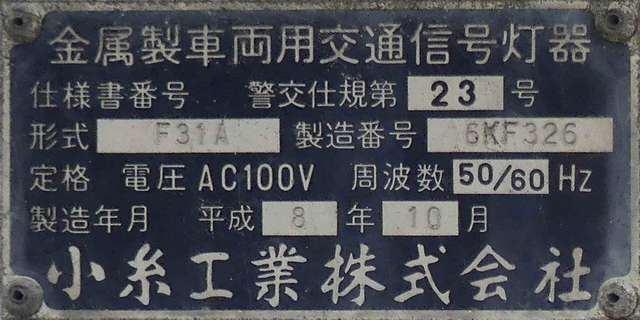 金属製車両用交通信号灯器
仕様書番号 警交仕規第 23 号
形式 F31A 製造番号 6KF326
定格 電圧 AC100V 周波数 50/60 Hz
製造年月 平成 8 年 10 月
小糸工業株式会社